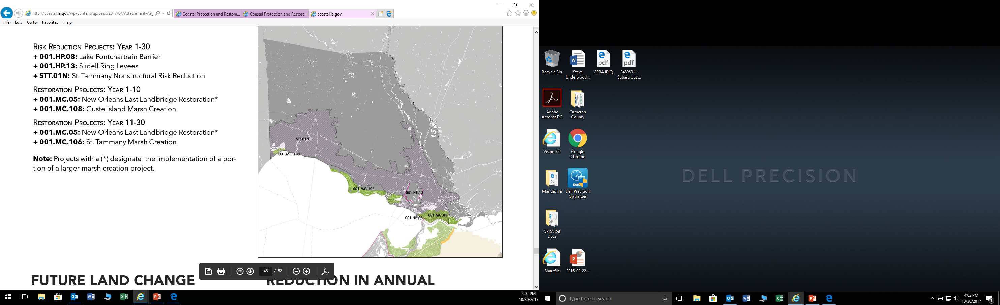 http://coastal.la.gov/wp-content/uploads/2017/04/Attachment-A9_
Coastal Protection and Restora...
Coastal Protection and Restora...
coastal.la.gov
File Edit Go to Favorites Help
RISK REDUCTION PROJECTS: YEAR 1-30
+ 001.HP.08: Lake Pontchartrain Barrier
+ 001.HP.13: Slidell Ring Levees
+ STT.01N: St. Tammany Nonstructural Risk Reduction
RESTORATION PROJECTS: YEAR 1-10
+ 001.MC.05: New Orleans East Landbridge Restoration*
+ 001.MC.108: Guste Island Marsh Creation
RESTORATION PROJECTS: YEAR 11-30
+ 001.MC.05: New Orleans East Landbridge Restoration*
+ 001.MC.106: St. Tammany Marsh Creation
Note: Projects with a (*) designate the implementation of a por-
tion of a larger marsh creation project.
STT.01N
001.MC.108
001.MC.106
001.HP.13
001.MC.05
001.HP.08
46 / 52
FUTURE LAND CHANGE
REDUCTION IN ANNUAL
4:02 PM
10/30/2017
Recycle Bin
Steve
Underwood...
CPRA IDIQ
3489691 -
Subaru out ...
Adobe
Acrobat DC
Cameron
County
Vision 7.6
Google
Chrome
Mandeville
Dell Precision
Optimizer
CPRA Ref
Docs
Sharefile
2016-02-22...
DELL PRECISION
Type here to search
4:02 PM
10/30/2017
1